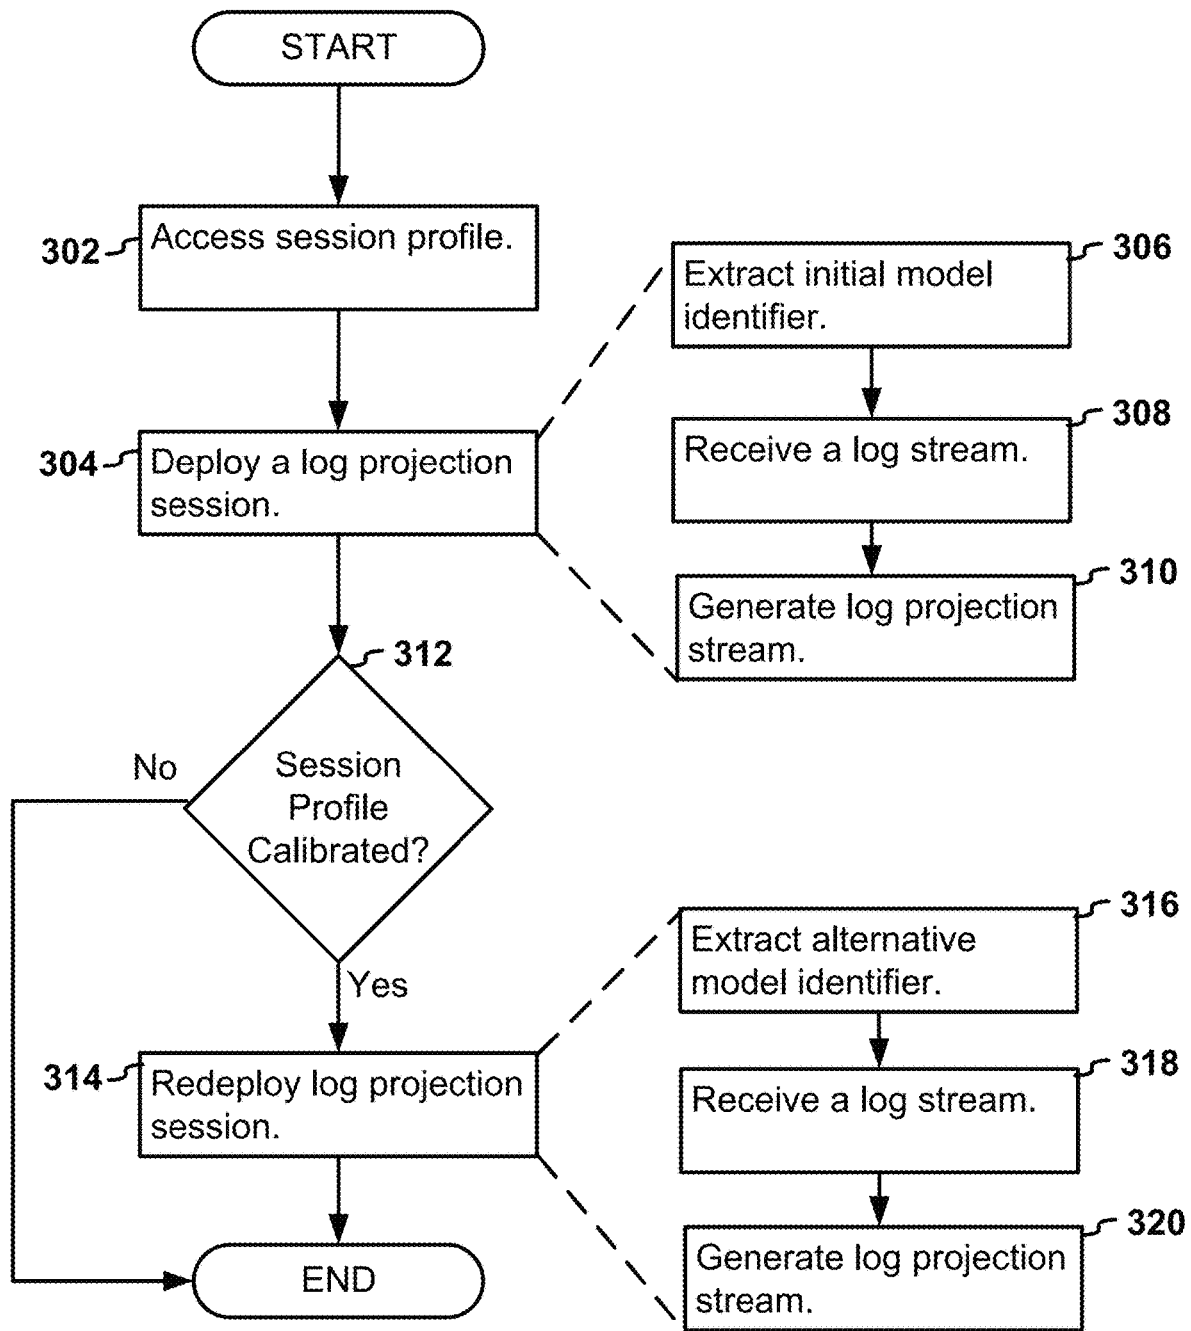 START
302
Access session profile.
306
Extract initial model
identifier.
308
Receive a log stream.
304
Deploy a log projection
session.
310
Generate log projection
stream.
312
No
Session
Profile
Calibrated?
Yes
316
Extract alternative
model identifier.
314
Redeploy log projection
session.
318
Receive a log stream.
320
Generate log projection
stream.
END